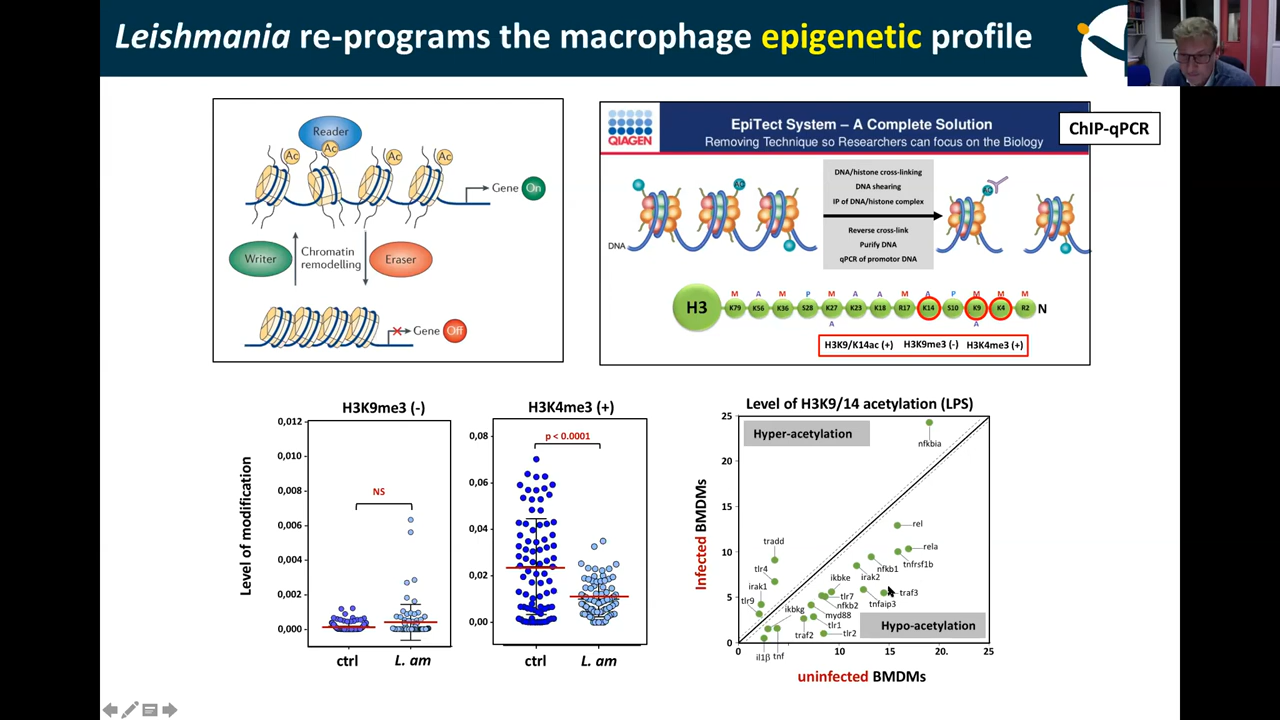 Leishmania re-programs the macrophage epigenetic profile
Reader
Ac
Ac
Ac
Ac
Gene On
Writer
Chromatin
remodelling
Eraser
Gene Off
QIAGEN
EpiTect System – A Complete Solution
Removing Technique so Researchers can focus on the Biology
ChIP-qPCR
DNA/histone cross-linking
DNA shearing
IP of DNA/histone complex
Reverse cross-link
Purify DNA
qPCR of promotor DNA
Ac
Ac
DNA
M A M P M A A M A P M M M
H3 K79 K56 K36 S28 K27 K23 K18 R17 K14 S10 K9 K4 R2 N
A A
H3K9/K14ac (+) H3K9me3 (-) H3K4me3 (+)
H3K9me3 (-)
Level of modification
0,012
0,010
0,008
0,006
0,004
0,002
0,000
NS
ctrl L. am
H3K4me3 (+)
0,08
0,06
0,04
0,02
0,00
p < 0.0001
ctrl L. am
Level of H3K9/14 acetylation (LPS)
Infected BMDMs
25
20
15
10
5
0
Hyper-acetylation
nfkbia
rel
rela
tradd
tnfrsf1b
nfkb1
tlr4
irak2
ikbke
irak1
traf3
tlr7
tlr9
nfkb2
tnfaip3
ikbkg
myd88
tlr1
Hypo-acetylation
traf2
tlr2
il1β tnf
0 5 10 15 20. 25
uninfected BMDMs